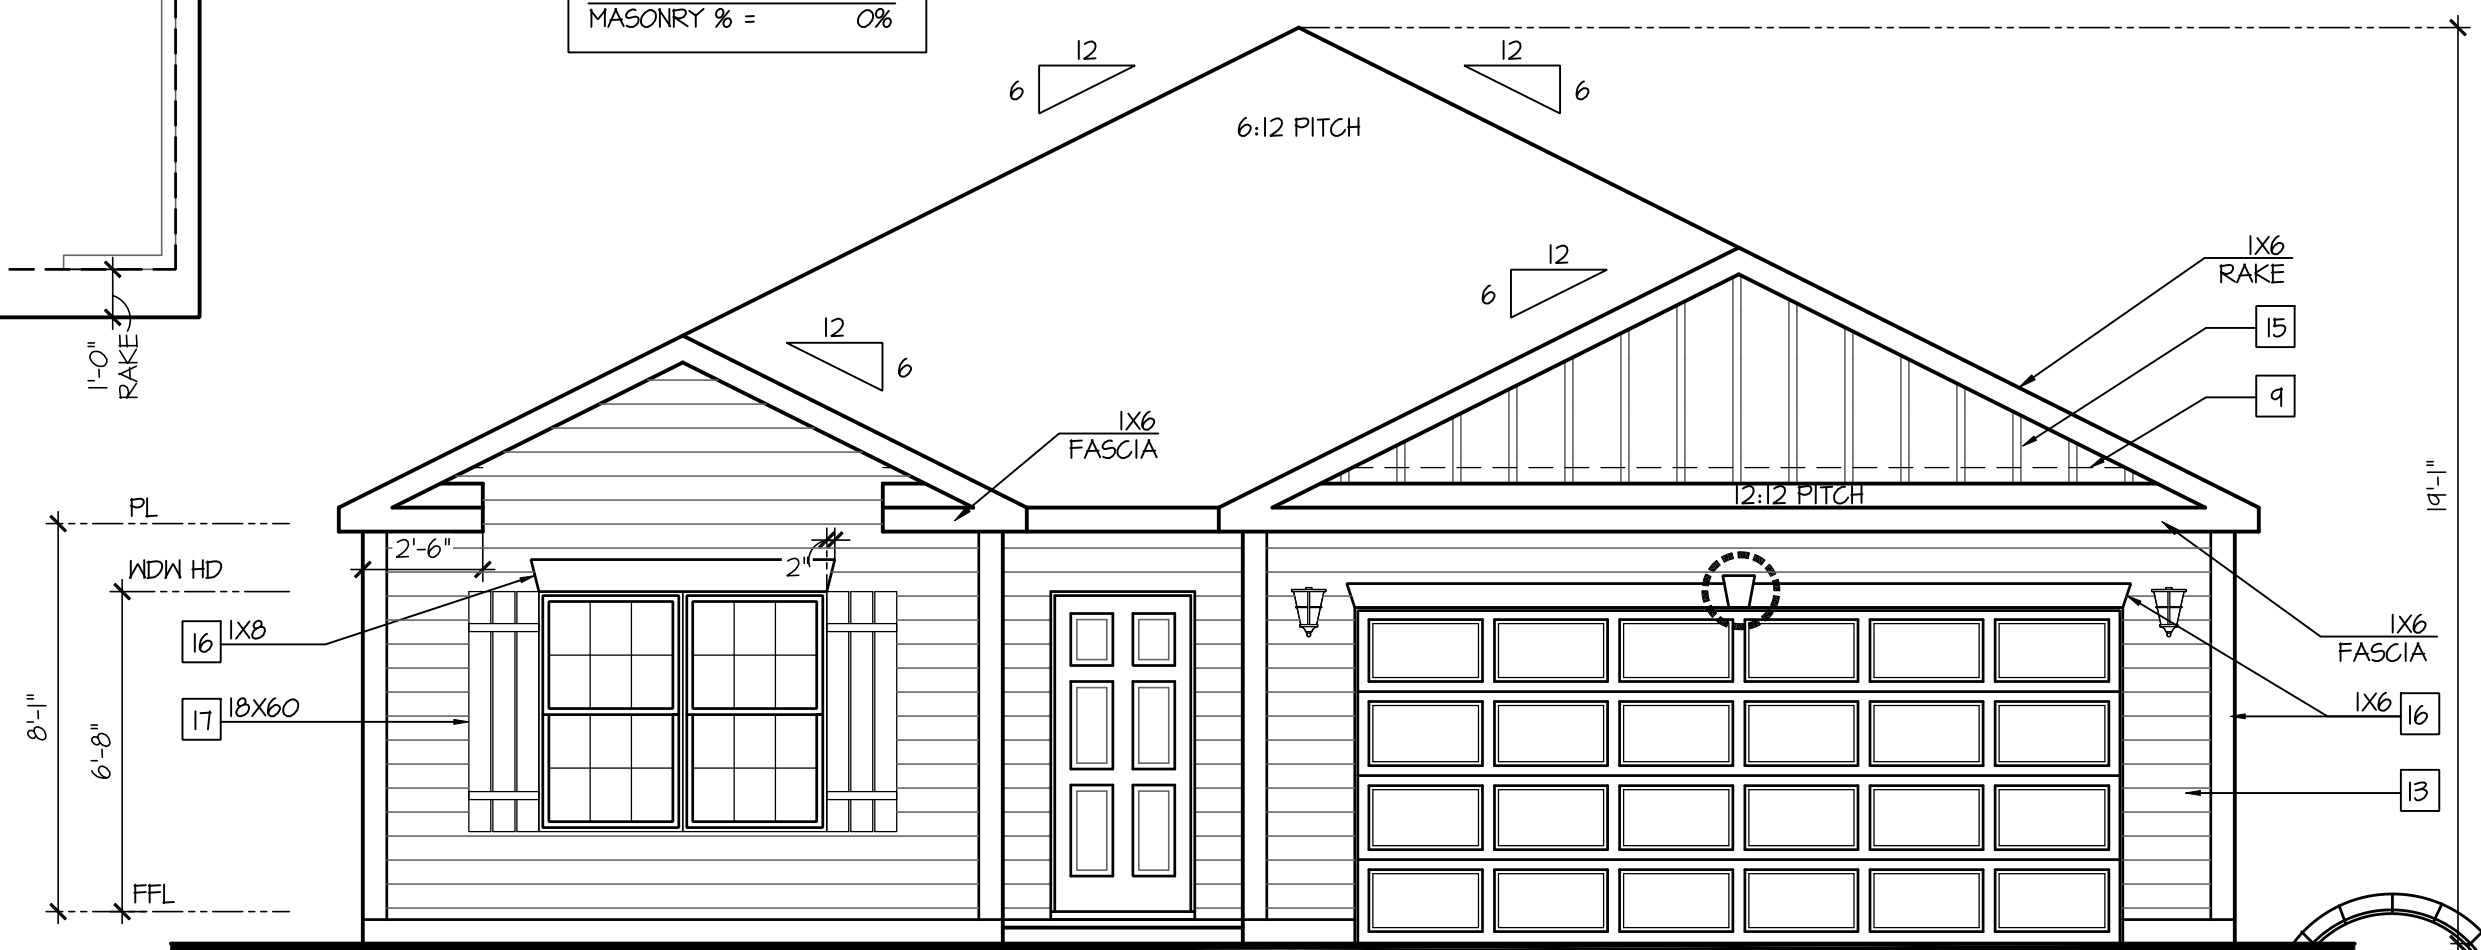 MASONRY % = 0%
12
6
12
6
6:12 PITCH
12
6
1X6
RAKE
15
9
12
6
1'-0"
RAKE
1X6
FASCIA
19'-1"
12:12 PITCH
PL
2'-6"
2"
WDW HD
16 1X8
17 18X60
8'-1"
6'-8"
FFL
1X6
FASCIA
1X6 16
13